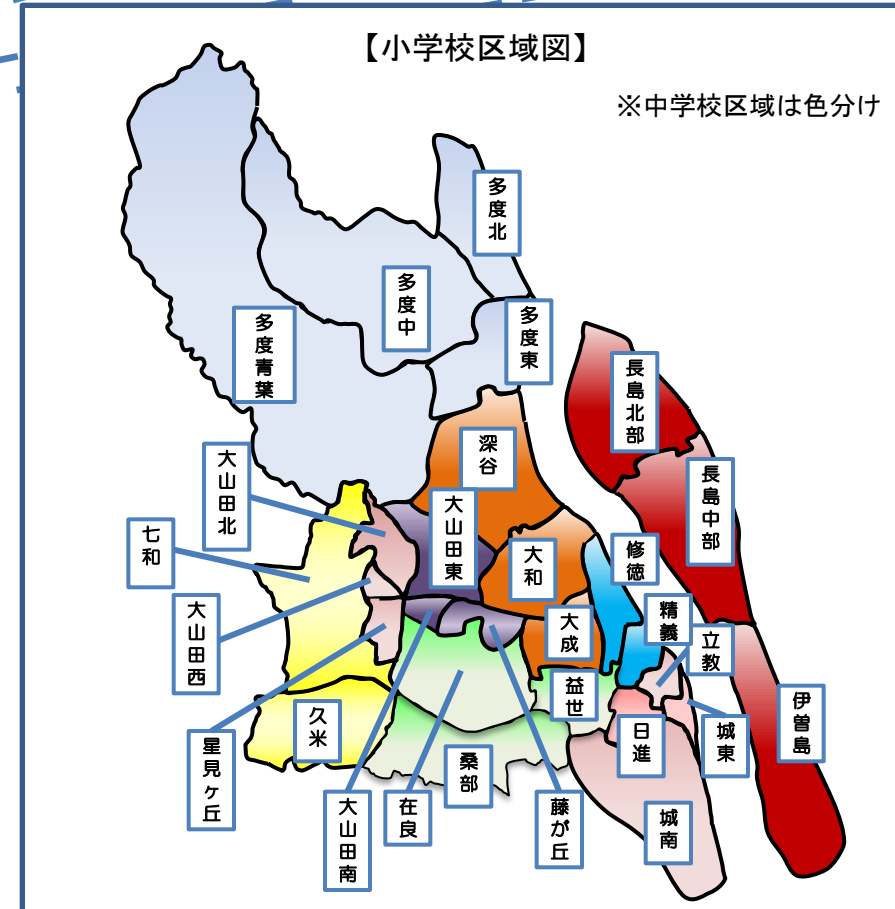 【小学校区域図】
※中学校区域は色分け
多度北
多度中
多度東
多度青葉
長島北部
深谷
大山田北
長島中部
大山田東
七和
大和
修徳
精義
大成
立教
大山田西
益世
伊曽島
久米
日進
城東
星見ヶ丘
桑部
大山田南
在良
藤が丘
城南